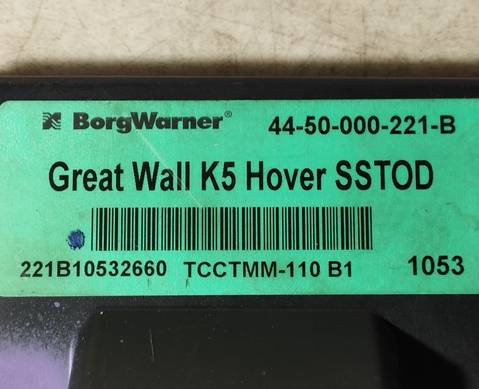 BorgWarner® 44-50-000-221-B
Great Wall K5 Hover SSTOD
221B10532660 TCCTMM-110 B1 1053